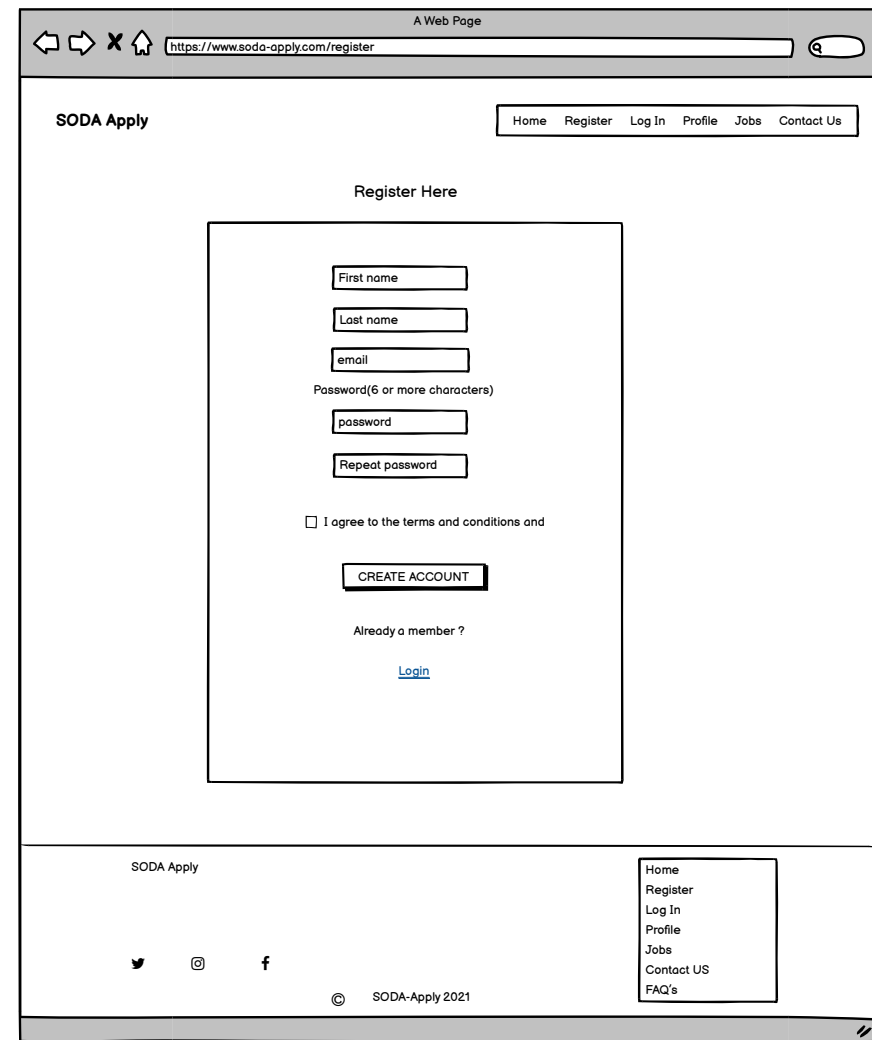 A Web Page
https://www.soda-apply.com/register
SODA Apply
Home Register Log In Profile Jobs Contact Us
Register Here
First name
Last name
email
Password(6 or more characters)
password
Repeat password
I agree to the terms and conditions and
CREATE ACCOUNT
Already a member ?
Login
SODA Apply
Home
Register
Log In
Profile
Jobs
Contact US
FAQ's
© SODA-Apply 2021